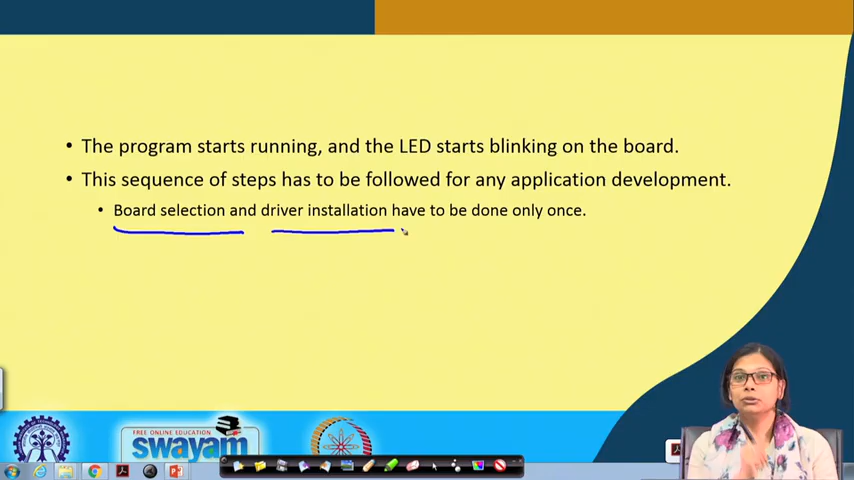 • The program starts running, and the LED starts blinking on the board.
• This sequence of steps has to be followed for any application development.
• Board selection and driver installation have to be done only once.
FREE ONLINE EDUCATION
swayam